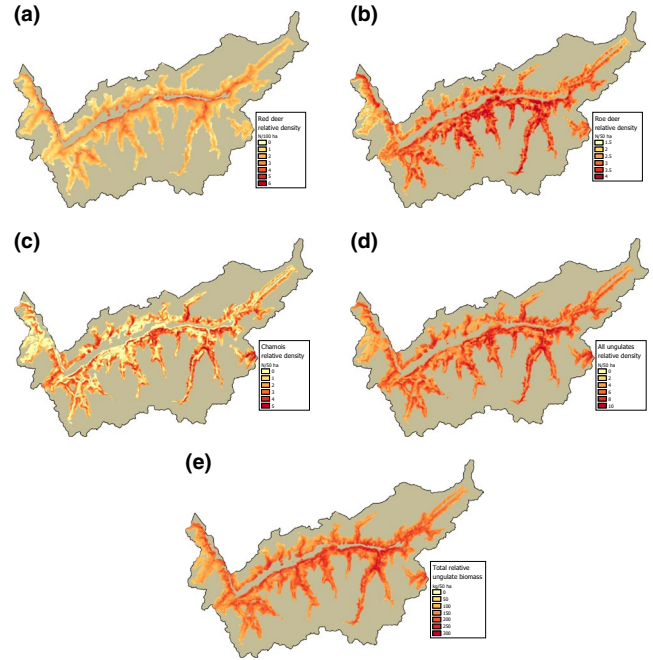 (a)
Red deer
relative density
N/100 ha
0
1
2
3
4
5
6
(b)
Roe deer
relative density
N/50 ha
1.5
2
2.5
3
3.5
4
(c)
Chamois
relative density
N/50 ha
0
1
2
3
4
5
(d)
All ungulates
relative density
N/50 ha
0
2
4
6
8
10
(e)
Total relative
ungulate biomass
kg/50 ha
0
50
100
150
200
250
300